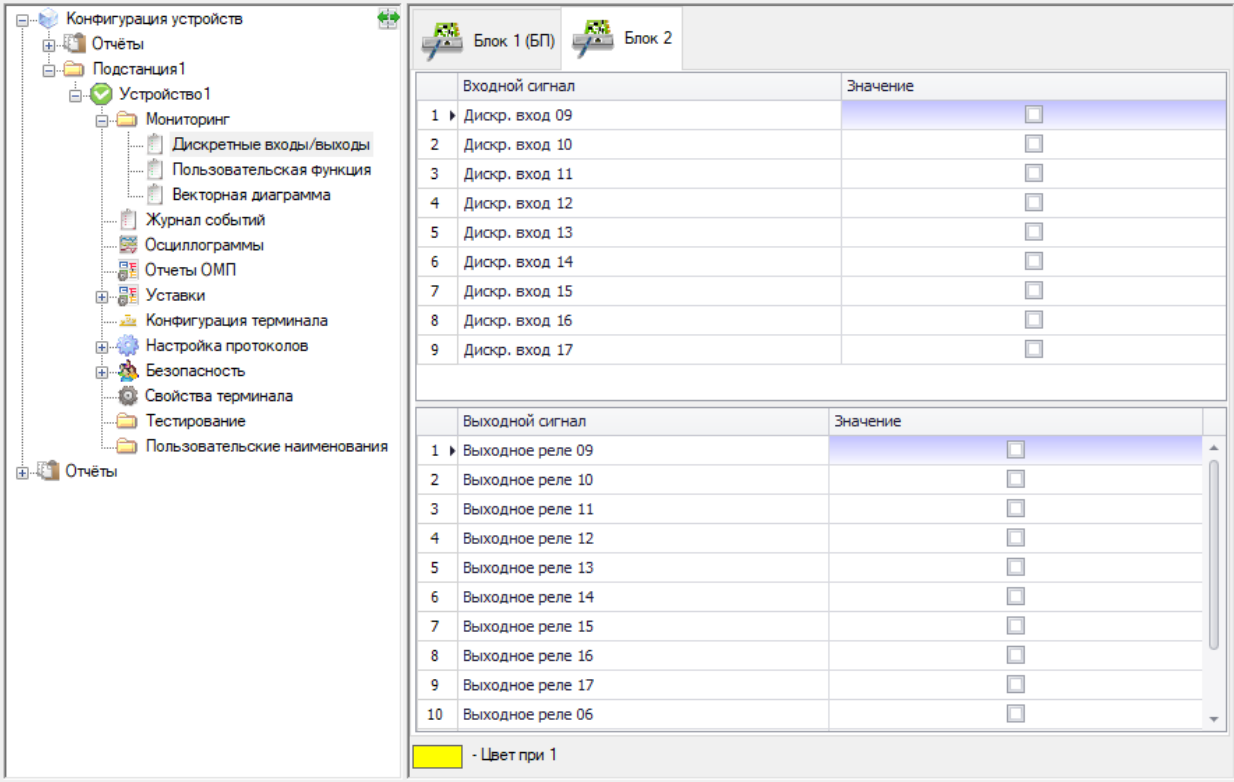 Конфигурация устройств
Отчёты
Подстанция1
Устройство1
Мониторинг
Дискретные входы/выходы
Пользовательская функция
Векторная диаграмма
Журнал событий
Осциллограммы
Отчеты ОМП
Уставки
Конфигурация терминала
Настройка протоколов
Безопасность
Свойства терминала
Тестирование
Пользовательские наименования
Отчёты
Блок 1 (БП) Блок 2
Входной сигнал Значение
1 Дискр. вход 09
2 Дискр. вход 10
3 Дискр. вход 11
4 Дискр. вход 12
5 Дискр. вход 13
6 Дискр. вход 14
7 Дискр. вход 15
8 Дискр. вход 16
9 Дискр. вход 17
Выходной сигнал Значение
1 Выходное реле 09
2 Выходное реле 10
3 Выходное реле 11
4 Выходное реле 12
5 Выходное реле 13
6 Выходное реле 14
7 Выходное реле 15
8 Выходное реле 16
9 Выходное реле 17
10 Выходное реле 06
- Цвет при 1